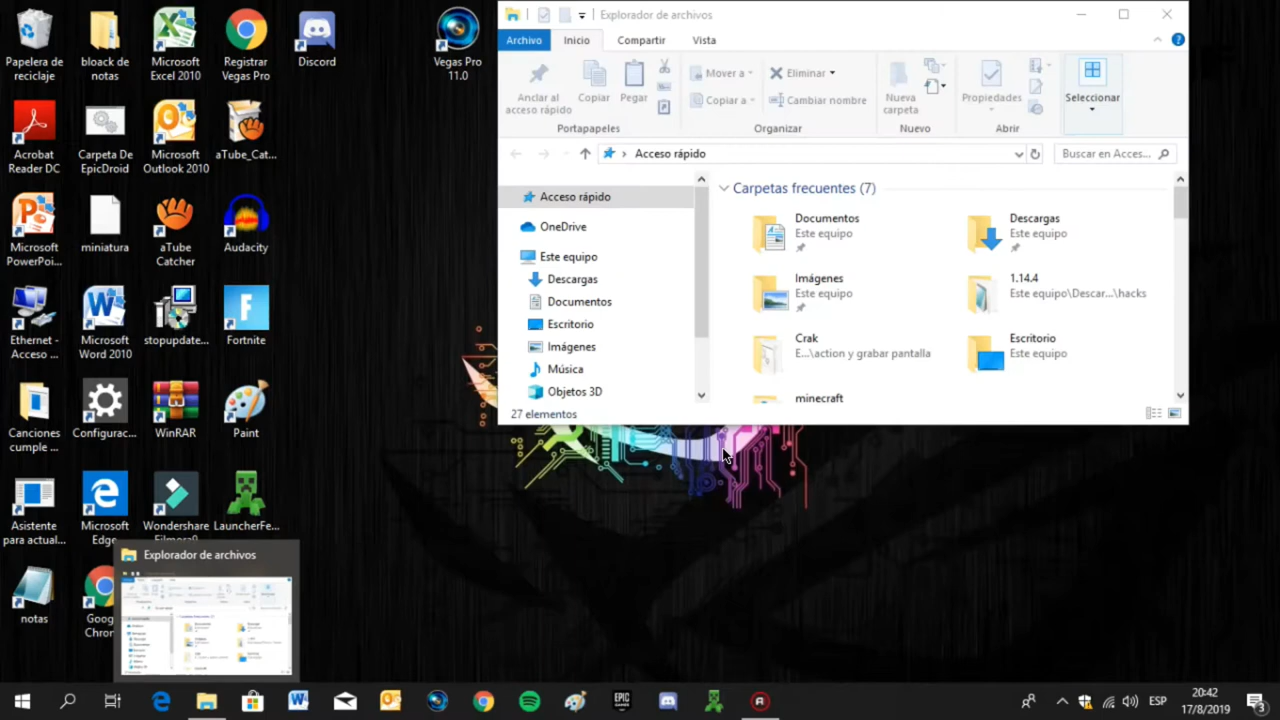 Papelera de
reciclaje
bloack de
notas
Microsoft
Excel 2010
Registrar
Vegas Pro
Discord
Vegas Pro
11.0
Acrobat
Reader DC
Carpeta De
EpicDroid
Microsoft
Outlook 2010
aTube_Cat...
Microsoft
PowerPoi...
miniatura
aTube
Catcher
Audacity
Ethernet -
Acceso ...
Microsoft
Word 2010
stopupdate...
Fortnite
Canciones
cumple ...
Configurac...
WinRAR
Paint
Asistente
para actual...
Microsoft
Edge
Wondershare
Filmora9
LauncherFe...
notas
Goog
Chron
Explorador de archivos
Archivo
Inicio
Compartir
Vista
Anclar al
acceso rápido
Copiar
Pegar
Portapapeles
Mover a
Copiar a
Eliminar
Cambiar nombre
Organizar
Nueva
carpeta
Nuevo
Propiedades
Abrir
Seleccionar
Acceso rápido
Buscar en Acces...
Acceso rápido
OneDrive
Este equipo
Descargas
Documentos
Escritorio
Imágenes
Música
Objetos 3D
Carpetas frecuentes (7)
Documentos
Este equipo
Descargas
Este equipo
Imágenes
Este equipo
1.14.4
Este equipo\Descar...\hacks
Crak
E...\action y grabar pantalla
Escritorio
Este equipo
minecraft
27 elementos
Explorador de archivos
EPIC
GAMES
ESP
20:42
17/8/2019
3